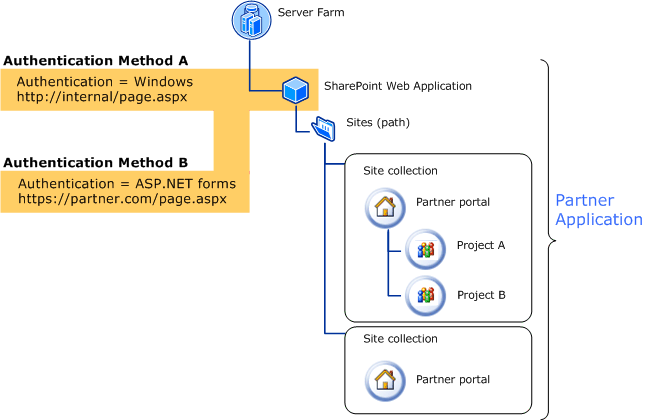 Server Farm
Authentication Method A
Authentication = Windows
http://internal/page.aspx
SharePoint Web Application
Sites (path)
Authentication Method B
Authentication = ASP.NET forms
https://partner.com/page.aspx
Site collection
Partner portal
Project A
Project B
Site collection
Partner portal
Partner
Application